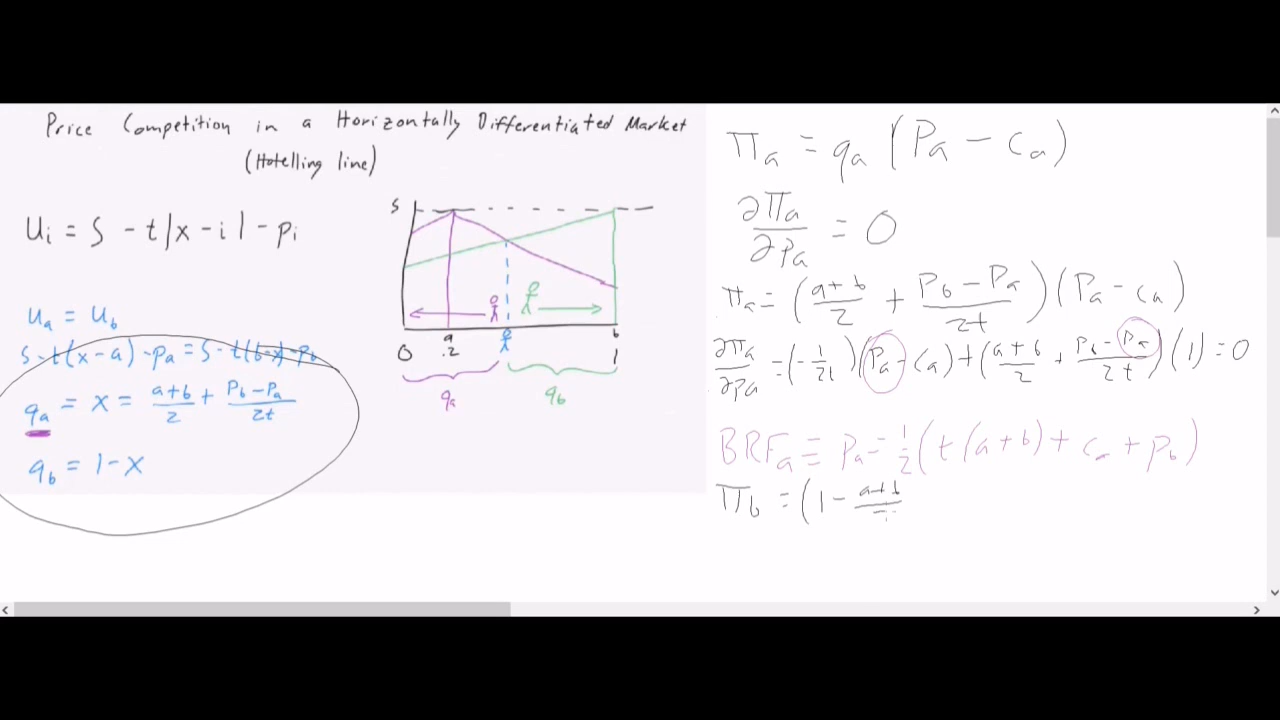 Price Competition in a Horizontally Differentiated Market
(Hotelling line)
Ui = S - t|x - i| - pi
Ua = Ub
S - t(x-a) - Pa = S - t(b-x) - Pb
qa = x = a+b/2 + Pb-Pa/2t
qb = 1 - x
S
0 a .2 b 1
qa qb
Πa = qa (Pa - Ca)
∂Πa/∂Pa = 0
Πa = (a+b/2 + Pb-Pa/2t)(Pa - Ca)
∂Πa/∂Pa = (-1/2t)(Pa - Ca) + (a+b/2 + Pb-Pa/2t)(1) = 0
BRFa = Pa = 1/2(t(a+b) + Ca + Pb)
Πb = (1 - a+b